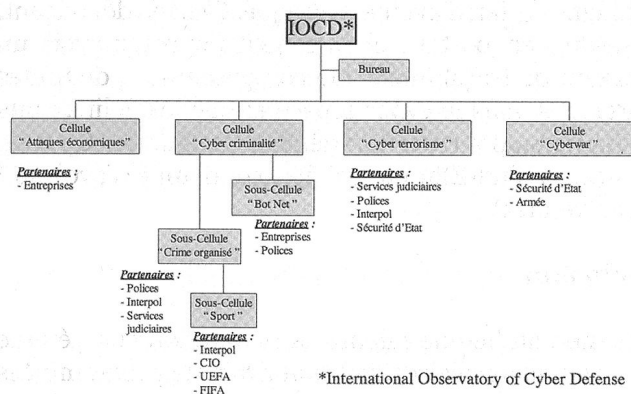 IOCD*
Bureau
Cellule
"Attaques économiques"
Partenaires :
- Entreprises
Cellule
"Cyber criminalité"
Sous-Cellule
"Bot Net"
Partenaires :
- Entreprises
- Polices
Sous-Cellule
"Crime organisé"
Partenaires :
- Polices
- Interpol
- Services
judiciaires
Sous-Cellule
"Sport"
Partenaires :
- Interpol
- CIO
- UEFA
- FIFA
Cellule
"Cyber terrorisme"
Partenaires :
- Services judiciaires
- Polices
- Interpol
- Sécurité d'Etat
Cellule
"Cyberwar"
Partenaires :
- Sécurité d'Etat
- Armée
*International Observatory of Cyber Defense